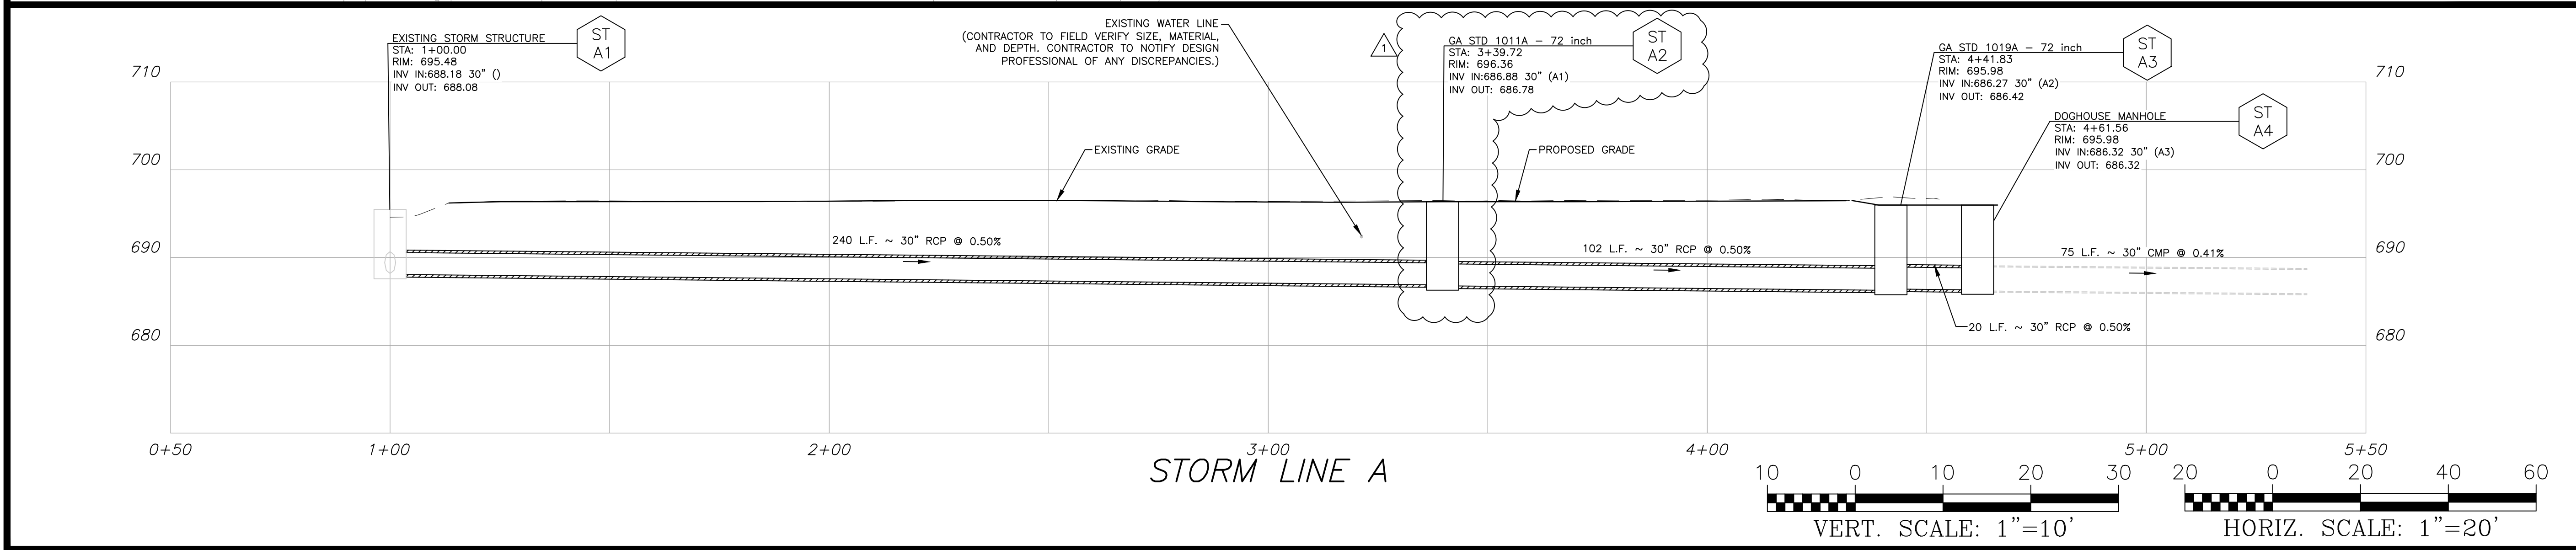 EXISTING STORM STRUCTURE
STA: 1+00.00
RIM: 695.48
INV IN:688.18 30" ()
INV OUT: 688.08
ST
A1
EXISTING WATER LINE
(CONTRACTOR TO FIELD VERIFY SIZE, MATERIAL,
AND DEPTH. CONTRACTOR TO NOTIFY DESIGN
PROFESSIONAL OF ANY DISCREPANCIES.)
1
GA STD 1011A - 72 inch
STA: 3+39.72
RIM: 696.36
INV IN:686.88 30" (A1)
INV OUT: 686.78
ST
A2
GA STD 1019A - 72 inch
STA: 4+41.83
RIM: 695.98
INV IN:686.27 30" (A2)
INV OUT: 686.42
ST
A3
DOGHOUSE MANHOLE
STA: 4+61.56
RIM: 695.98
INV IN:686.32 30" (A3)
INV OUT: 686.32
ST
A4
710
710
700
EXISTING GRADE
PROPOSED GRADE
700
690
240 L.F. ~ 30" RCP @ 0.50%
102 L.F. ~ 30" RCP @ 0.50%
75 L.F. ~ 30" CMP @ 0.41%
690
680
20 L.F. ~ 30" RCP @ 0.50%
680
0+50
1+00
2+00
3+00
4+00
5+00
5+50
STORM LINE A
10 0 10 20 30
VERT. SCALE: 1"=10'
20 0 20 40 60
HORIZ. SCALE: 1"=20'